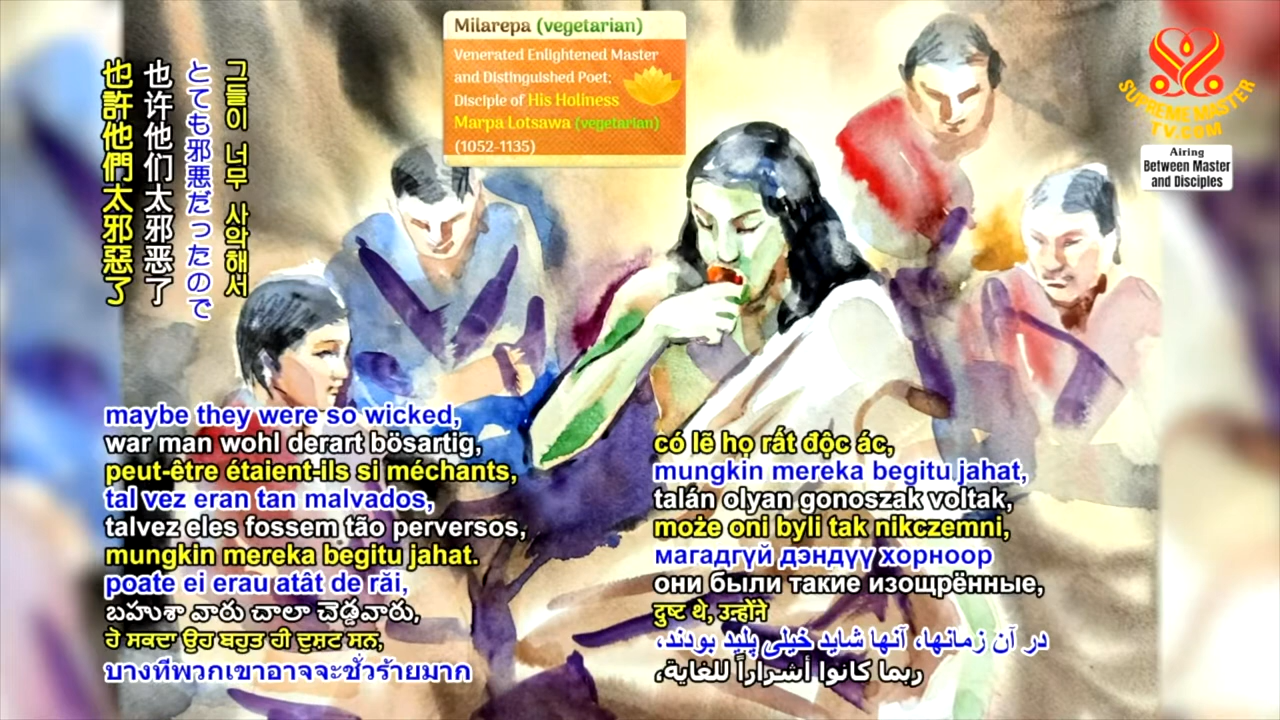 Milarepa (vegetarian)
Venerated Enlightened Master
and Distinguished Poet;
Disciple of His Holiness
Marpa Lotsawa (vegetarian)
(1052-1135)
SUPREME MASTER
TV.COM
Airing
Between Master
and Disciples
그들이 너무 사악해서
とても邪悪だったので
也许他们太邪恶了
也許他們太邪惡了
maybe they were so wicked,
war man wohl derart bösartig,
peut-être étaient-ils si méchants,
tal vez eran tan malvados,
talvez eles fossem tão perversos,
mungkin mereka begitu jahat.
poate ei erau atât de răi,
బహుశా వారు చాలా చెడ్డవారు,
ਹੋ ਸਕਦਾ ਉਹ ਬਹੁਤ ਹੀ ਦੁਸ਼ਟ ਸਨ,
บางทีพวกเขาอาจจะชั่วร้ายมาก
có lẽ họ rất độc ác,
mungkin mereka begitu jahat,
talán olyan gonoszak voltak,
może oni byli tak nikczemni,
магадгүй дэндүү хорноор
они были такие изощрённые,
दुष्ट थे, उन्होंने
در آن زمانها، آنها شاید خیلی پلید بودند،
ربما كانوا أشراراً للغاية،